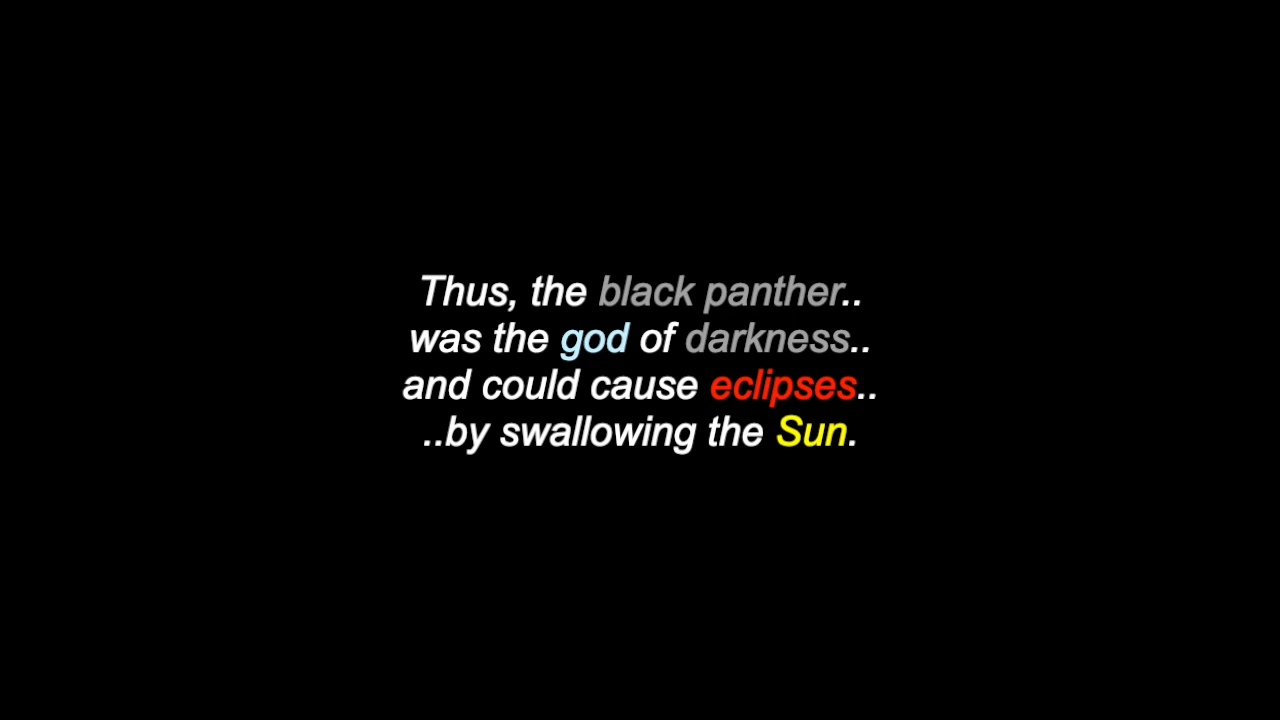 Thus, the black panther..
was the god of darkness..
and could cause eclipses..
..by swallowing the Sun.